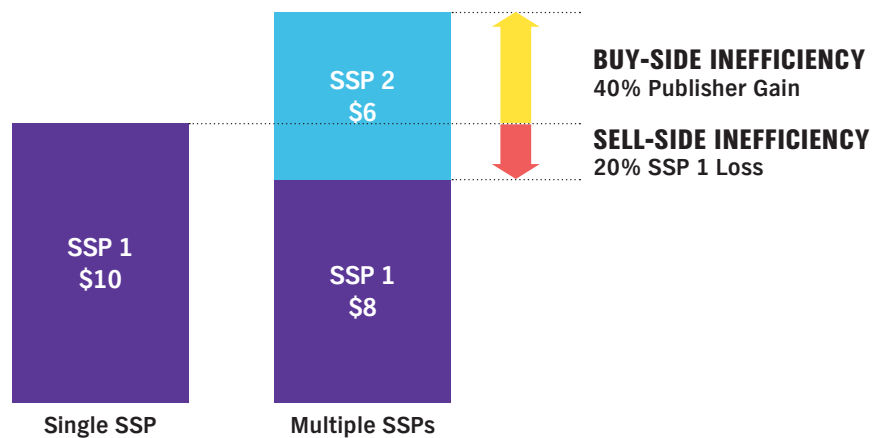 SSP 2
$6
BUY-SIDE INEFFICIENCY
40% Publisher Gain
SELL-SIDE INEFFICIENCY
20% SSP 1 Loss
SSP 1
$10
SSP 1
$8
Single SSP
Multiple SSPs